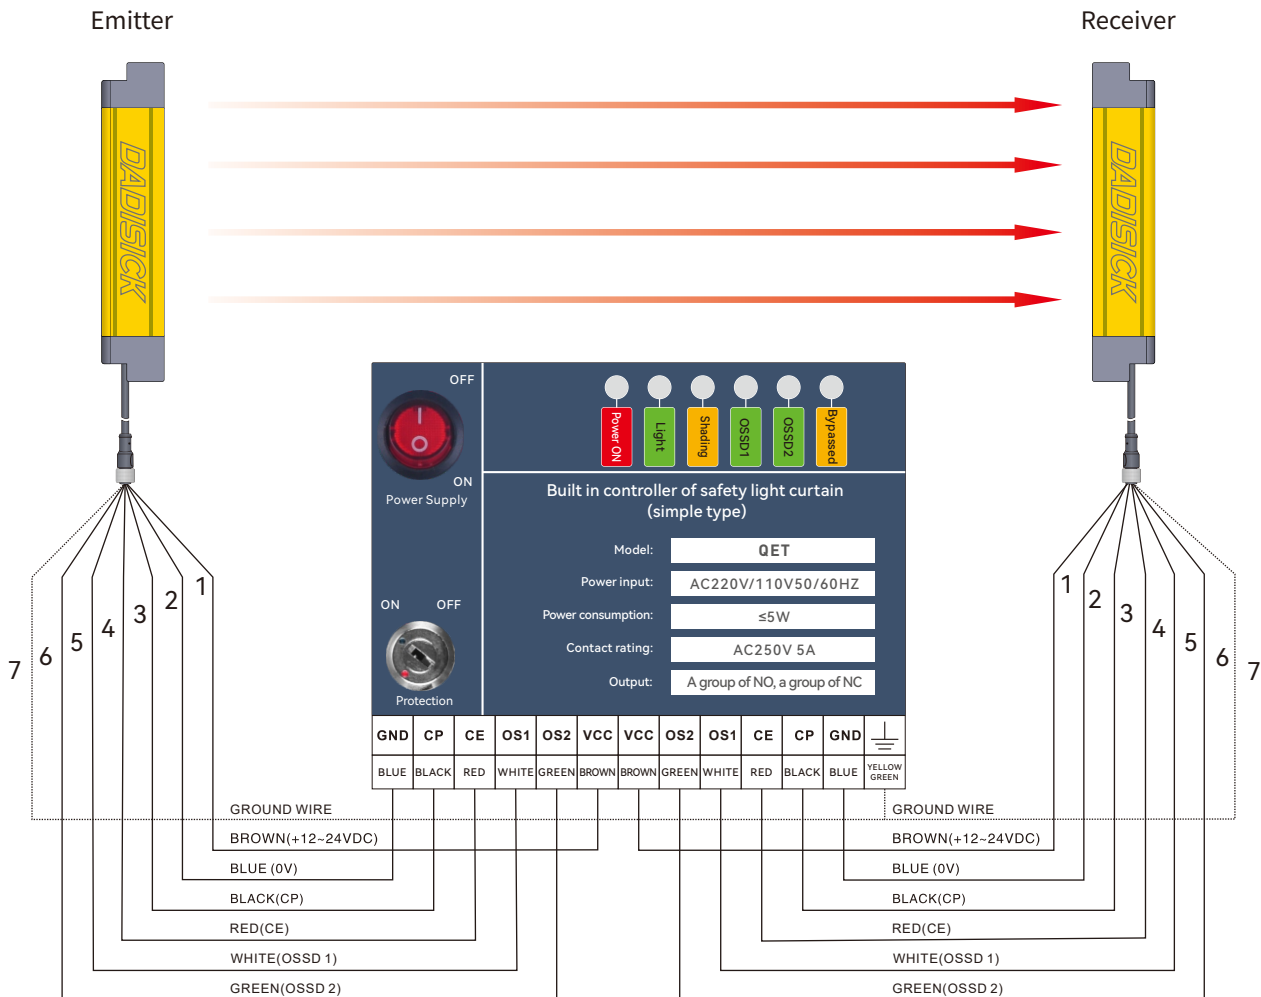 Emitter
Receiver
DADISICK
DADISICK
OFF
ON
Power Supply
ON OFF
Protection
Power ON
Light
Shading
OSSD1
OSSD2
Bypassed
Built in controller of safety light curtain
(simple type)
Model: QET
Power input: AC220V/110V50/60HZ
Power consumption: ≤5W
Contact rating: AC250V 5A
Output: A group of NO, a group of NC
GND CP CE OS1 OS2 VCC VCC OS2 OS1 CE CP GND
BLUE BLACK RED WHITE GREEN BROWN BROWN GREEN WHITE RED BLACK BLUE YELLOW GREEN
7 6 5 4 3 2 1
1 2 3 4 5 6 7
GROUND WIRE
BROWN(+12~24VDC)
BLUE (0V)
BLACK(CP)
RED(CE)
WHITE(OSSD 1)
GREEN(OSSD 2)
GROUND WIRE
BROWN(+12~24VDC)
BLUE (0V)
BLACK(CP)
RED(CE)
WHITE(OSSD 1)
GREEN(OSSD 2)